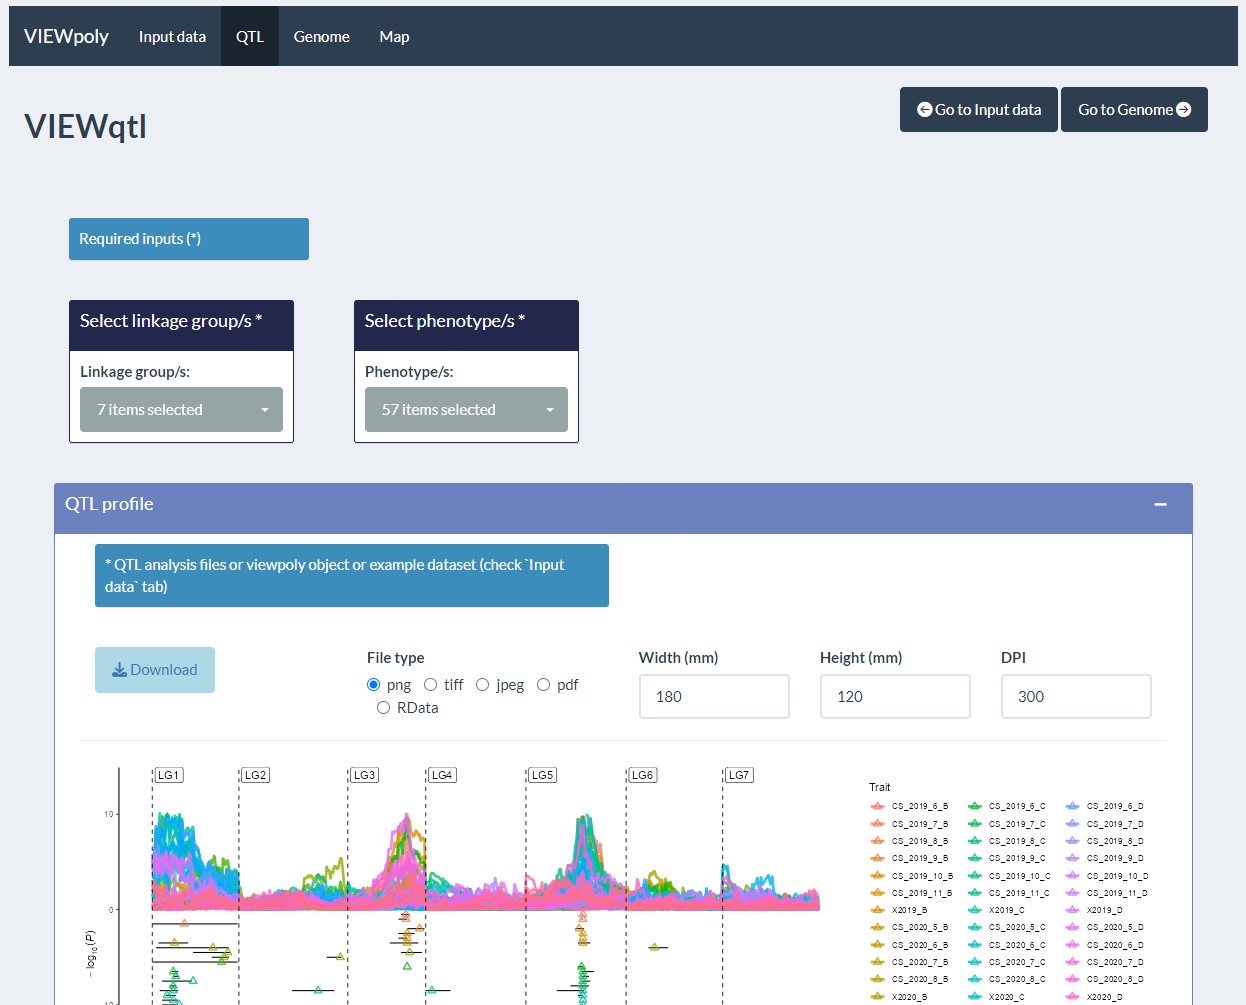 VIEWpoly Input data QTL Genome Map
VIEWqtl
Go to Input data Go to Genome
Required inputs (*)
Select linkage group/s * Select phenotype/s *
Linkage group/s: Phenotype/s:
7 items selected 57 items selected
QTL profile
* QTL analysis files or viewpoly object or example dataset (check `Input
data` tab)
Download
File type Width (mm) Height (mm) DPI
png tiff jpeg pdf
RData
180 120 300
LG1 LG2 LG3 LG4 LG5 LG6 LG7
Trait
CS_2019_6_B CS_2019_6_C CS_2019_6_D
CS_2019_7_B CS_2019_7_C CS_2019_7_D
CS_2019_8_B CS_2019_8_C CS_2019_8_D
CS_2019_9_B CS_2019_9_C CS_2019_9_D
CS_2019_10_B CS_2019_10_C CS_2019_10_D
CS_2019_11_B CS_2019_11_C CS_2019_11_D
X2019_B X2019_C X2019_D
CS_2020_5_B CS_2020_5_C CS_2020_5_D
CS_2020_6_B CS_2020_6_C CS_2020_6_D
CS_2020_7_B CS_2020_7_C CS_2020_7_D
CS_2020_8_B CS_2020_8_C CS_2020_8_D
X2020_B X2020_C X2020_D
10
0
− log10(P)